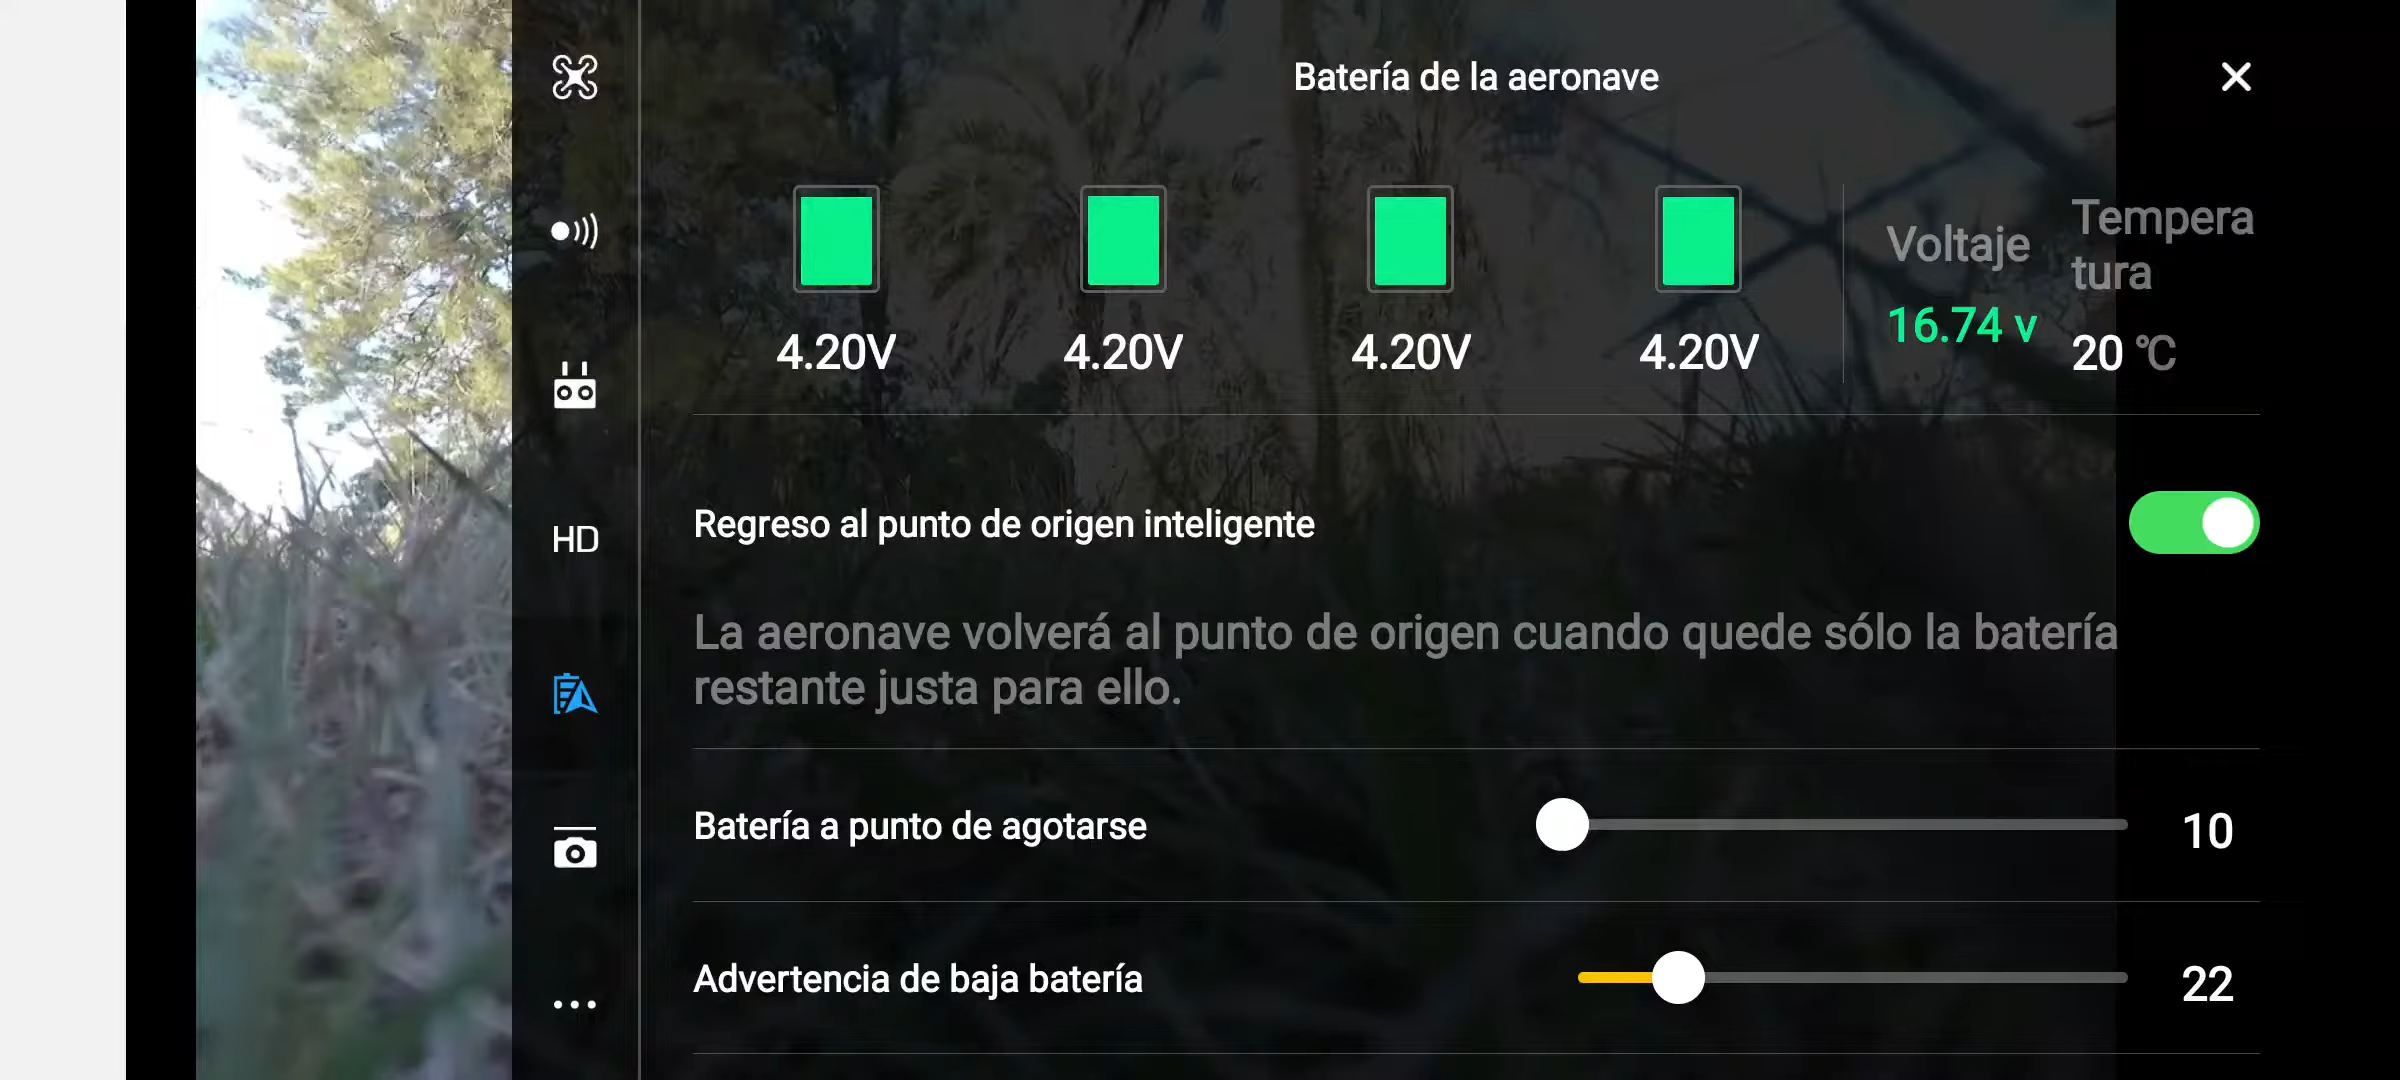 Batería de la aeronave
4.20V
4.20V
4.20V
4.20V
Voltaje
16.74 v
Tempera
tura
20 °C
HD
Regreso al punto de origen inteligente
La aeronave volverá al punto de origen cuando quede sólo la batería
restante justa para ello.
Batería a punto de agotarse
10
Advertencia de baja batería
22